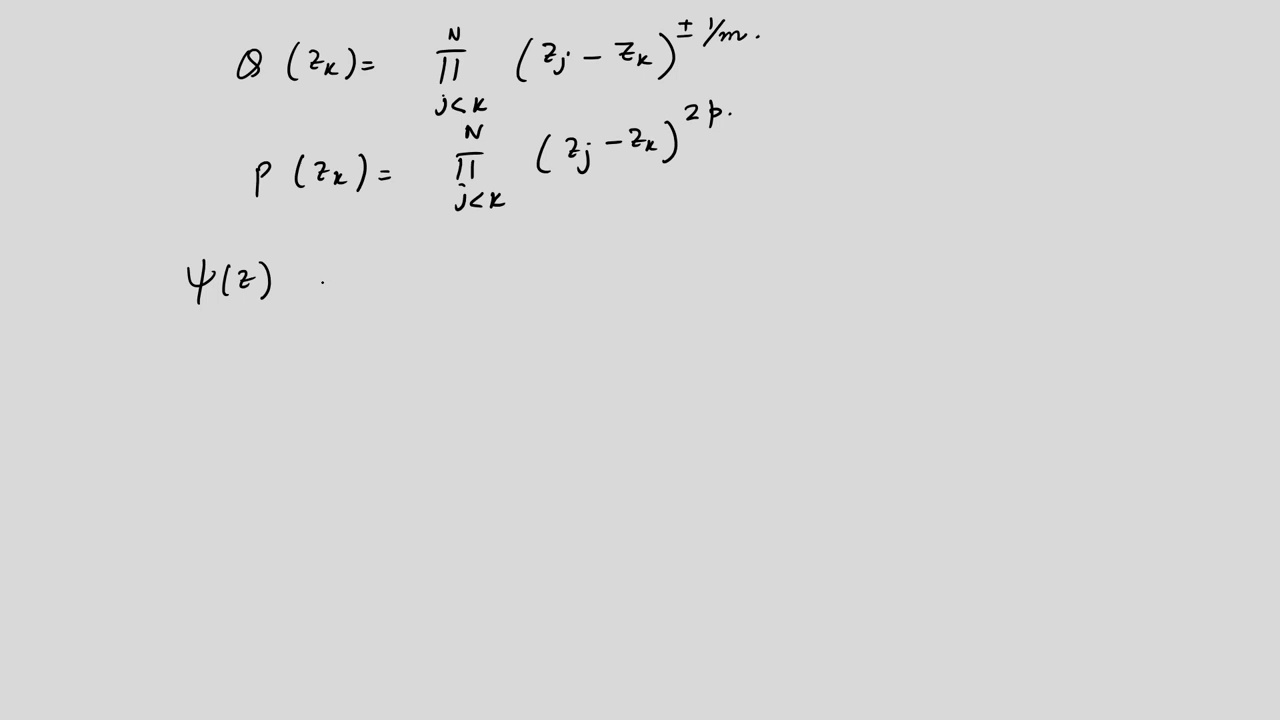 Q (z_k) = ∏_{j<k}^{N} (z_j − z_k)^{± 1/m}.
P (z_k) = ∏_{j<k}^{N} (z_j − z_k)^{2p}.
ψ(z)